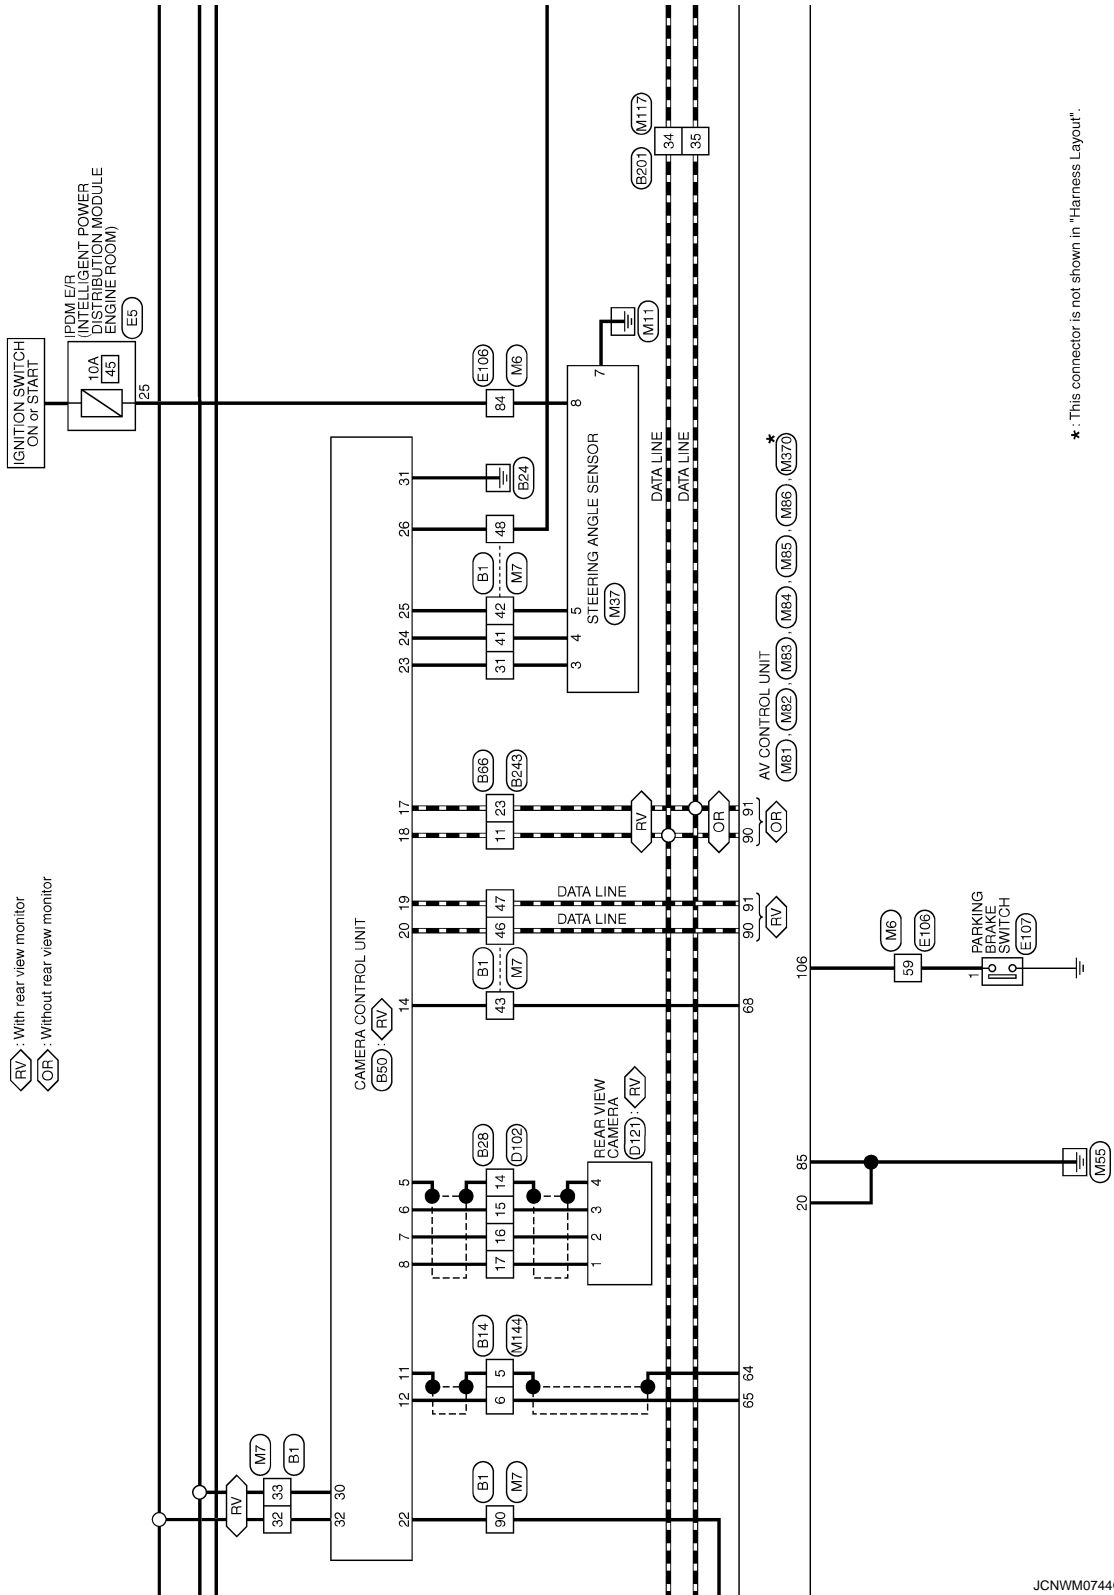 IGNITION SWITCH
ON or START
IPDM E/R
(INTELLIGENT POWER
DISTRIBUTION MODULE
ENGINE ROOM)
E5
10A
45
25
E106
M6
84
8
7
M11
B201
M117
34
35
* : This connector is not shown in "Harness Layout".
31
B24
26
48
B1
M7
25
24
23
42
41
31
5
4
3
STEERING ANGLE SENSOR
M37
DATA LINE
DATA LINE
AV CONTROL UNIT
M81 , M82 , M83 , M84 , M85 , M86 , M370 *
17
18
B66
B243
23
11
RV
OR
91
90
OR
RV : With rear view monitor
OR : Without rear view monitor
19
20
47
46
DATA LINE
DATA LINE
91
90
RV
B1
M7
CAMERA CONTROL UNIT
B50 : RV
14
43
68
106
M6
E106
59
1
PARKING
BRAKE
SWITCH
E107
5
6
7
8
B28
D102
14
15
16
17
4
3
2
1
REAR VIEW
CAMERA
D121 : RV
85
20
M55
11
12
B14
M144
5
6
64
65
RV
M7
B1
33
32
30
32
22
B1
M7
90